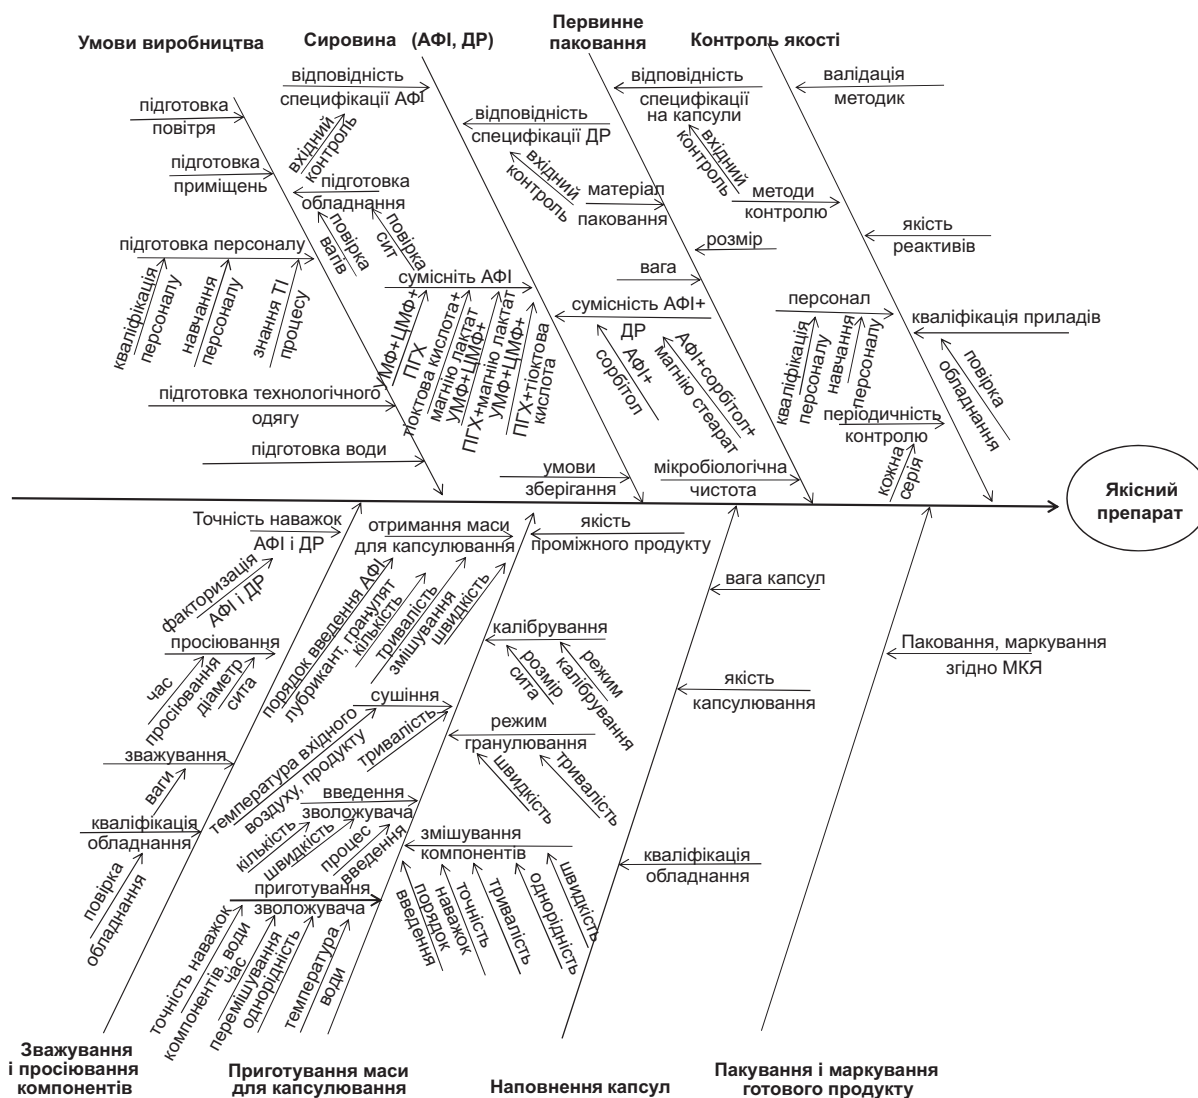 Умови виробництва
Сировина (АФІ, ДР)
Первинне
паковання
Контроль якості
підготовка
повітря
підготовка
приміщень
підготовка
обладнання
повірка
вагів
повірка
сит
підготовка персоналу
кваліфікація
персоналу
навчання
персоналу
знання ТІ
процесу
підготовка технологічного
одягу
підготовка води
відповідність
специфікації АФІ
вхідний
контроль
відповідність
специфікації ДР
вхідний
контроль
сумісніть АФІ
УМФ+ЦМФ+
ПГХ
тіоктова кислота+
магнію лактат
УМФ+ЦМФ+
ПГХ+магнію лактат
УМФ+ЦМФ+
ПГХ+тіоктова
кислота
сумісність АФІ+
ДР
АФІ+
сорбітол
АФІ+сорбітол+
магнію стеарат
умови
зберігання
відповідність
специфікації
на капсули
вхідний
контроль
матеріал
паковання
розмір
вага
мікробіологічна
чистота
валідація
методик
методи
контролю
якість
реактивів
персонал
кваліфікація
персоналу
навчання
персоналу
кваліфікація приладів
повірка
обладнання
періодичність
контролю
кожна
серія
Якісний
препарат
Точність наважок
АФІ і ДР
факторизація
АФІ і ДР
просіювання
час
просіювання
діаметр
сита
зважування
ваги
кваліфікація
обладнання
повірка
обладнання
отримання маси
для капсулювання
порядок введення АФІ
лубрикант, гранулят
кількість
тривалість
змішування
швидкість
якість
проміжного продукту
калібрування
розмір
сита
режим
калібрування
сушіння
температура вхідного
воздуху, продукту
тривалість
режим
гранулювання
швидкість
тривалість
введення
зволожувача
кількість
швидкість
процес
введення
змішування
компонентів
порядок
введення
точність
наважок
тривалість
однорідність
швидкість
приготування
зволожувача
точність наважок
компонентів, води
час
перемішування
однорідність
температура
води
вага капсул
якість
капсулювання
кваліфікація
обладнання
Паковання, маркування
згідно МКЯ
Зважування
і просіювання
компонентів
Приготування маси
для капсулювання
Наповнення капсул
Пакування і маркування
готового продукту